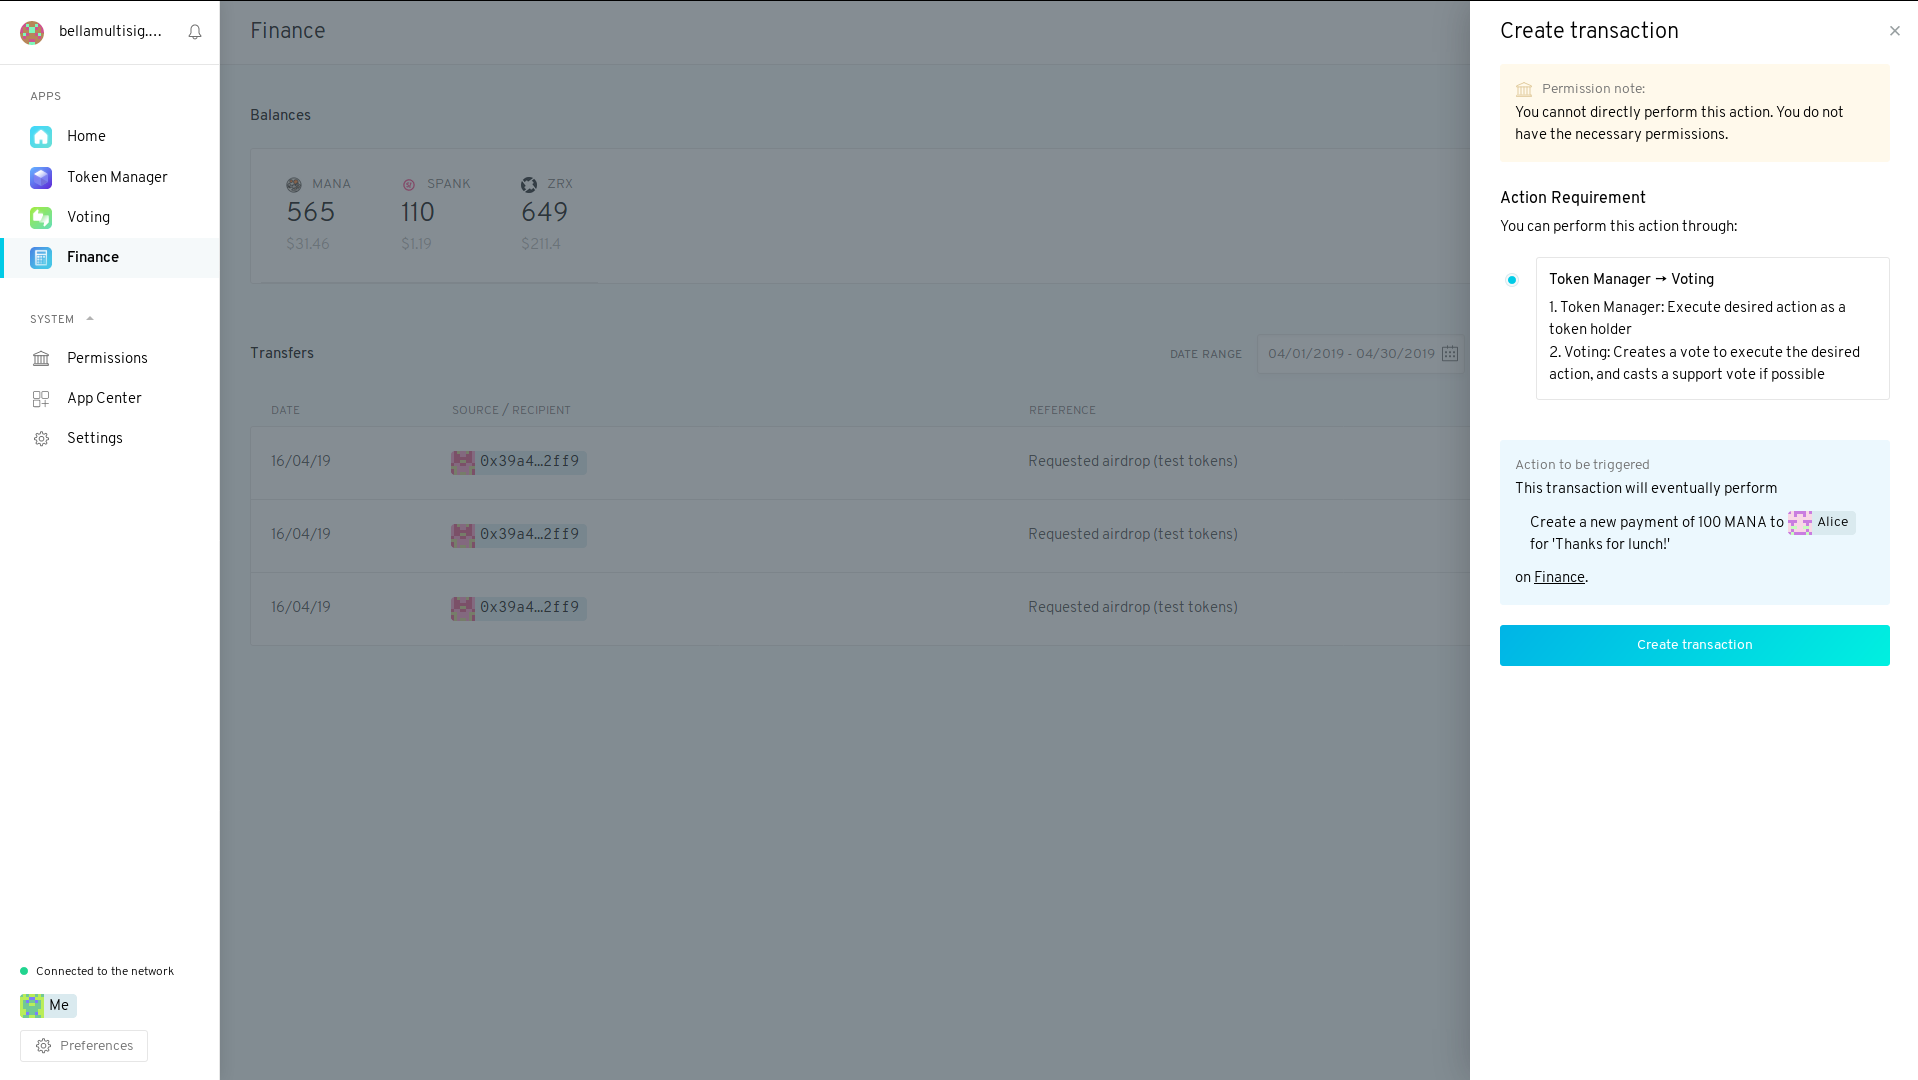 bellamultisig....
APPS
Home
Token Manager
Voting
Finance
SYSTEM
Permissions
App Center
Settings
Connected to the network
Me
Preferences
Finance
Balances
MANA SPANK ZRX
565 110 649
$31.46 $1.19 $211.4
Transfers
DATE RANGE 04/01/2019 - 04/30/2019
DATE SOURCE / RECIPIENT REFERENCE
16/04/19 0x39a4…2ff9 Requested airdrop (test tokens)
16/04/19 0x39a4…2ff9 Requested airdrop (test tokens)
16/04/19 0x39a4…2ff9 Requested airdrop (test tokens)
Create transaction
Permission note:
You cannot directly perform this action. You do not
have the necessary permissions.
Action Requirement
You can perform this action through:
Token Manager → Voting
1. Token Manager: Execute desired action as a
token holder
2. Voting: Creates a vote to execute the desired
action, and casts a support vote if possible
Action to be triggered
This transaction will eventually perform
Create a new payment of 100 MANA to Alice
for 'Thanks for lunch!'
on Finance.
Create transaction